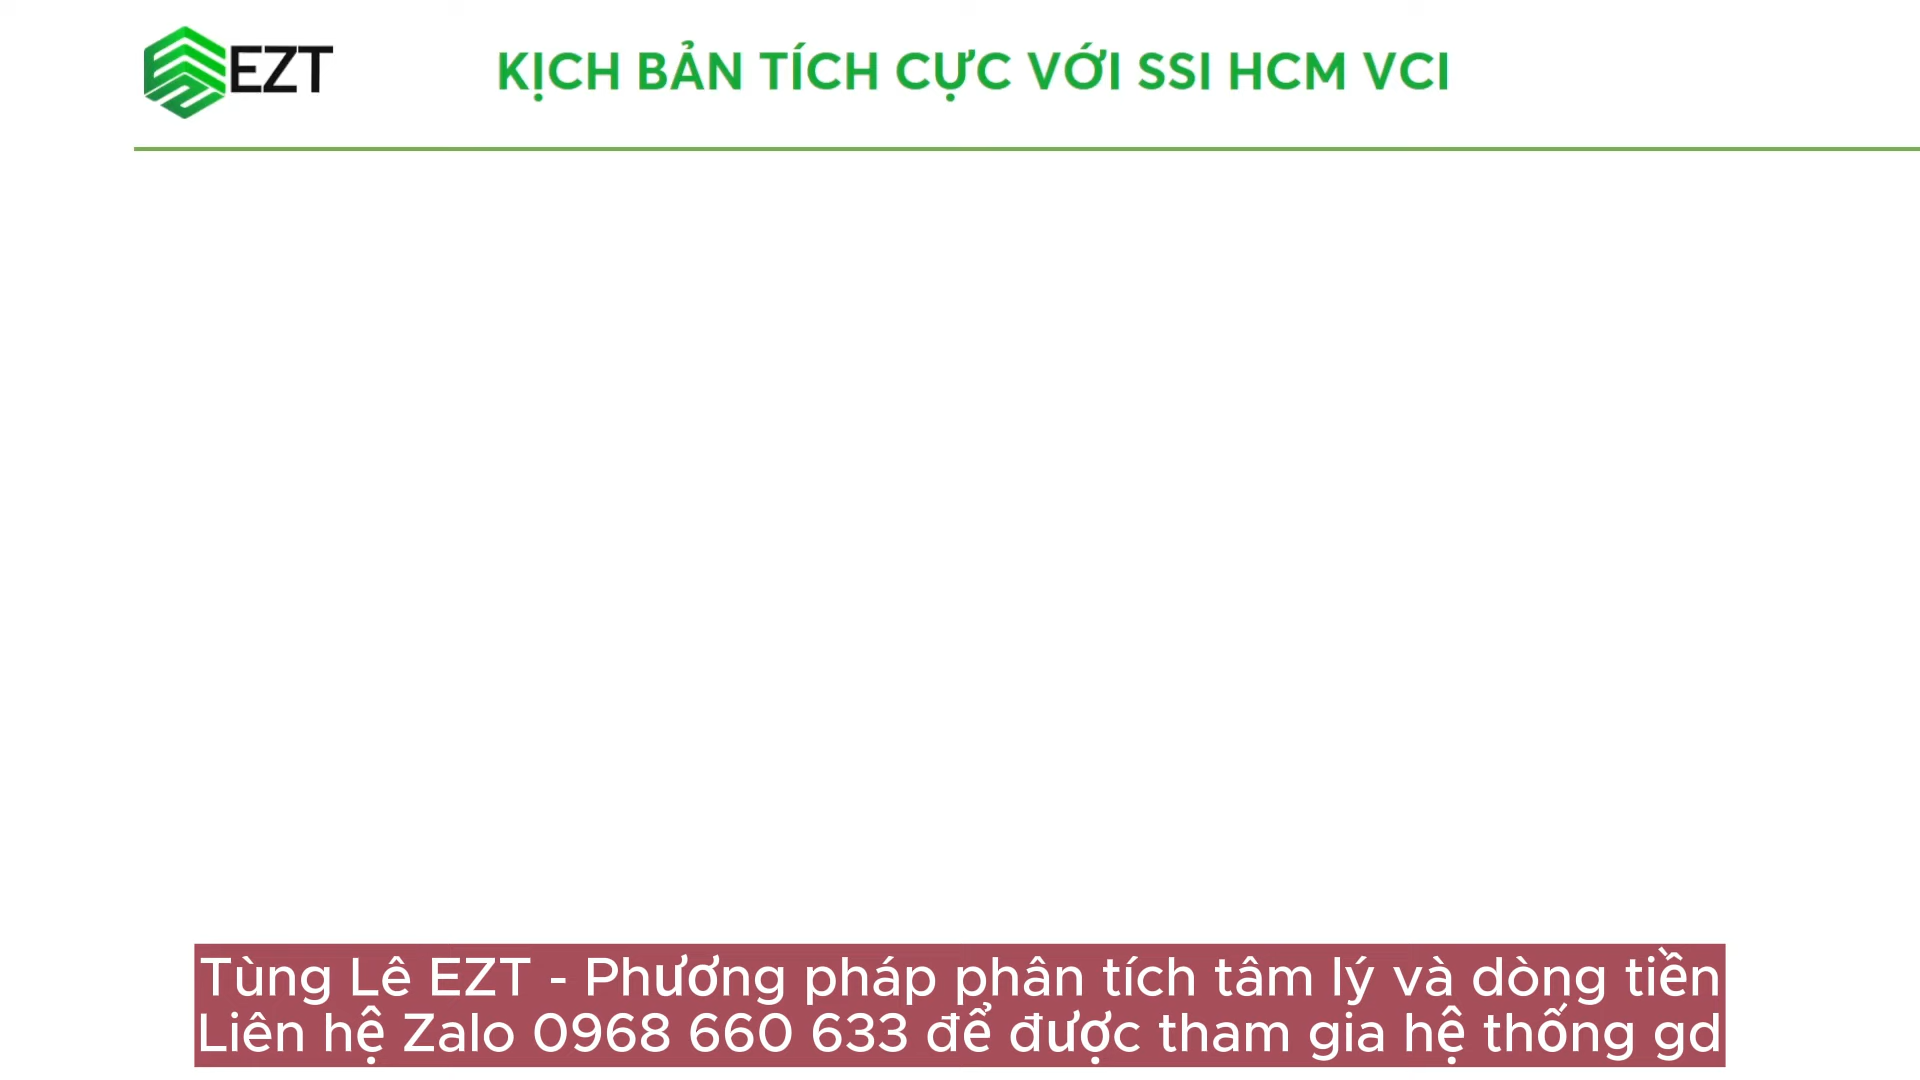 EZT
KỊCH BẢN TÍCH CỰC VỚI SSI HCM VCI
Tùng Lê EZT - Phương pháp phân tích tâm lý và dòng tiền
Liên hệ Zalo 0968 660 633 để được tham gia hệ thống gd